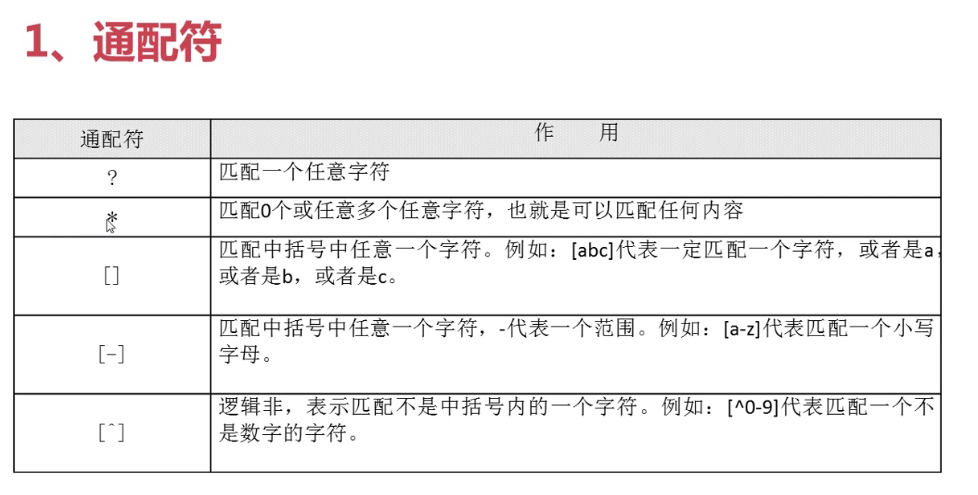 1、通配符
通配符
作 用
?
匹配一个任意字符
*
匹配0个或任意多个任意字符，也就是可以匹配任何内容
[]
匹配中括号中任意一个字符。例如：[abc]代表一定匹配一个字符，或者是a，
或者是b，或者是c。
[-]
匹配中括号中任意一个字符，-代表一个范围。例如：[a-z]代表匹配一个小写
字母。
[^]
逻辑非，表示匹配不是中括号内的一个字符。例如：[^0-9]代表匹配一个不
是数字的字符。